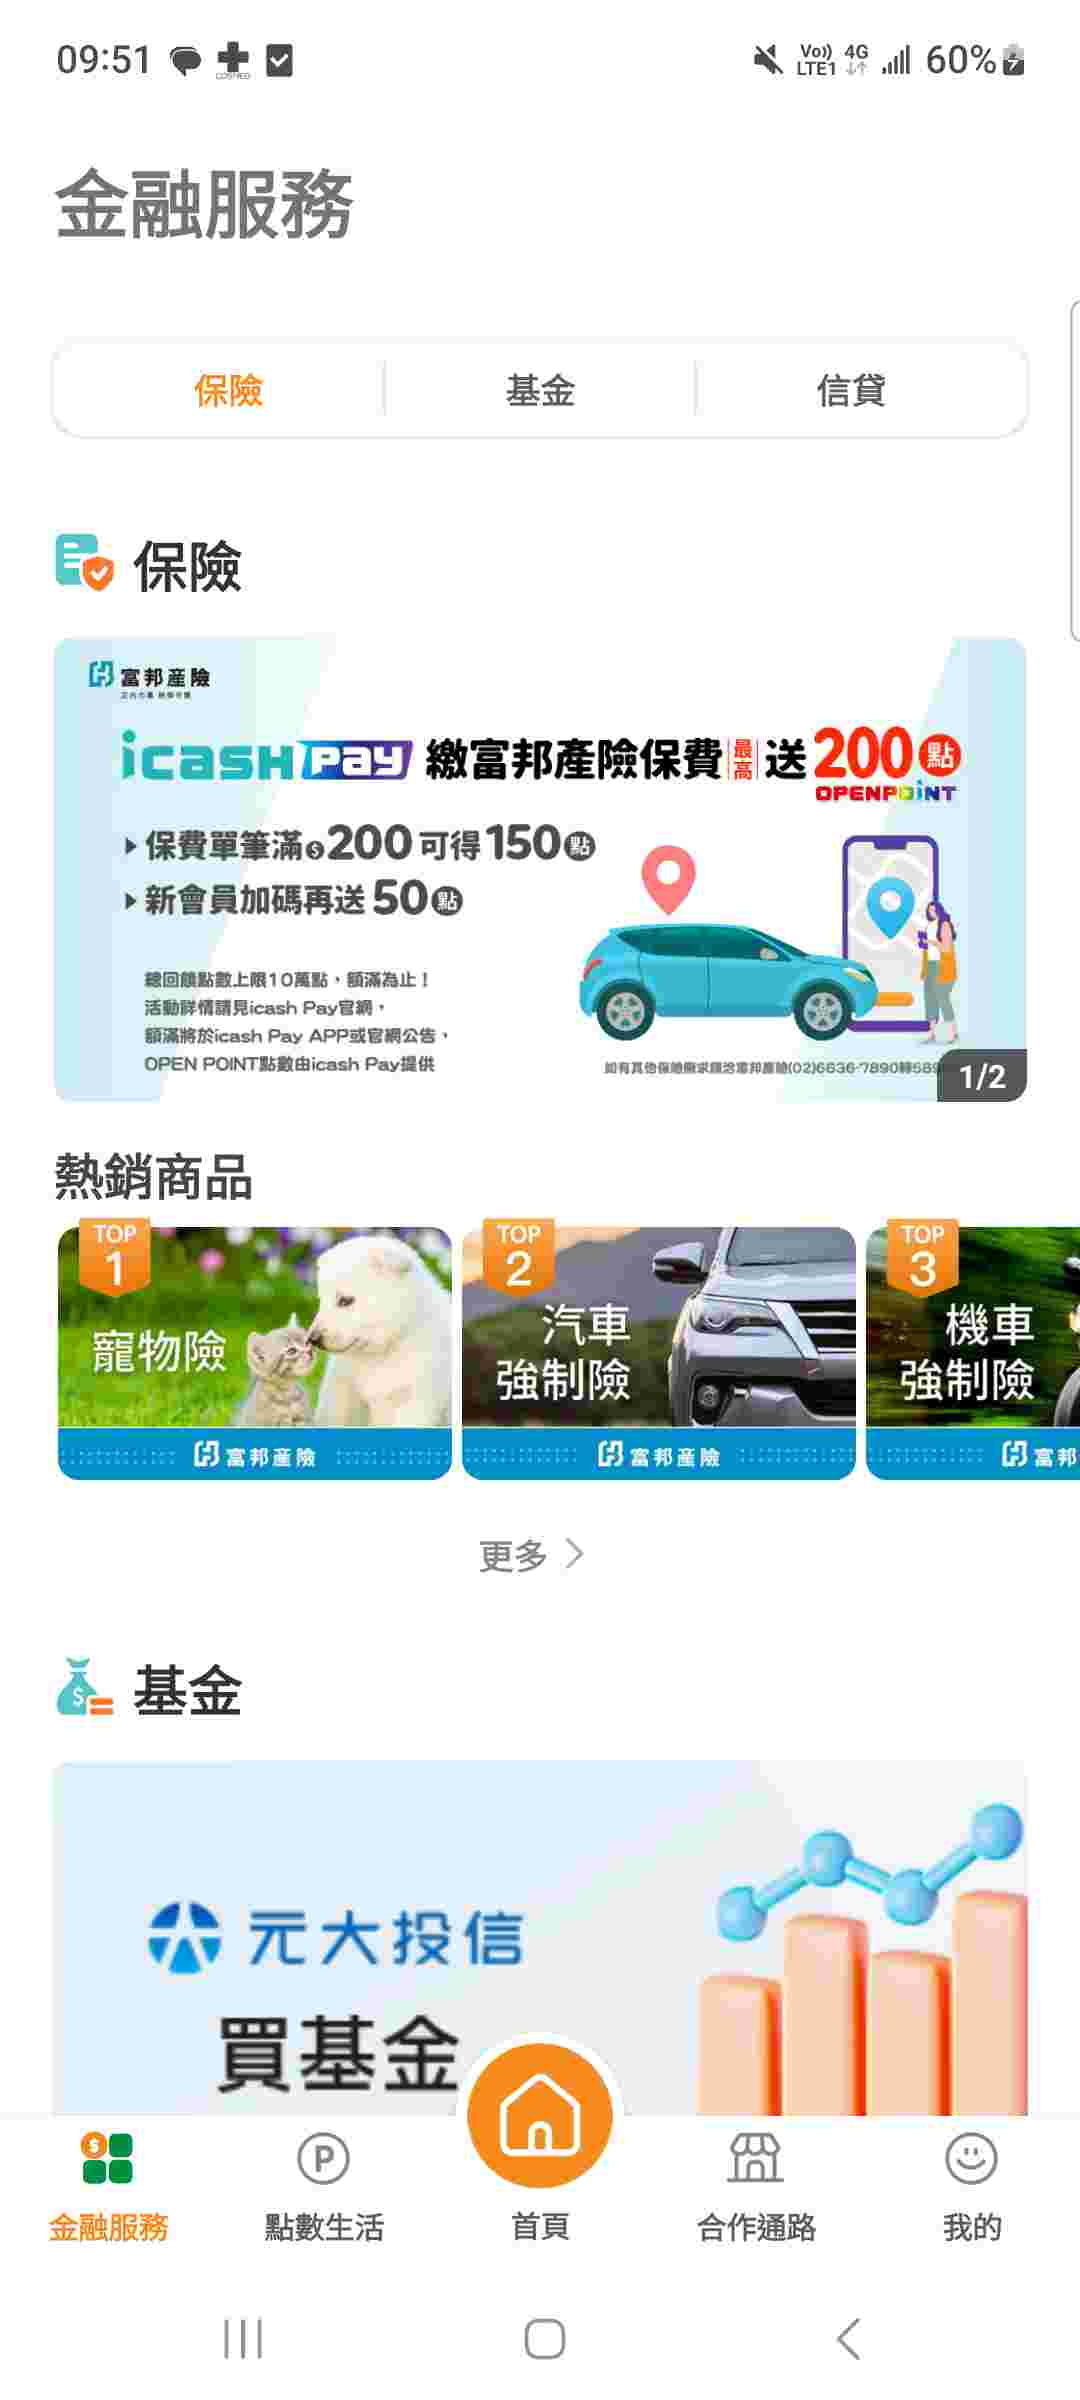 09:51
Vo)) 4G
LTE1
60%
金融服務
保險
基金
信貸
保險
富邦產險
icash Pay 繳富邦產險保費最高送200點
OPENPOINT
保費單筆滿$200可得150點
新會員加碼再送50點
總回饋點數上限10萬點，額滿為止！
活動詳情請見icash Pay官網，
額滿將於icash Pay APP或官網公告，
OPEN POINT點數由icash Pay提供
如有其他保險需求請洽富邦產險(02)6636-7890轉589
1/2
熱銷商品
TOP
1
寵物險
富邦產險
TOP
2
汽車
強制險
富邦產險
TOP
3
機車
強制險
富邦
更多
基金
元大投信
買基金
金融服務
點數生活
首頁
合作通路
我的